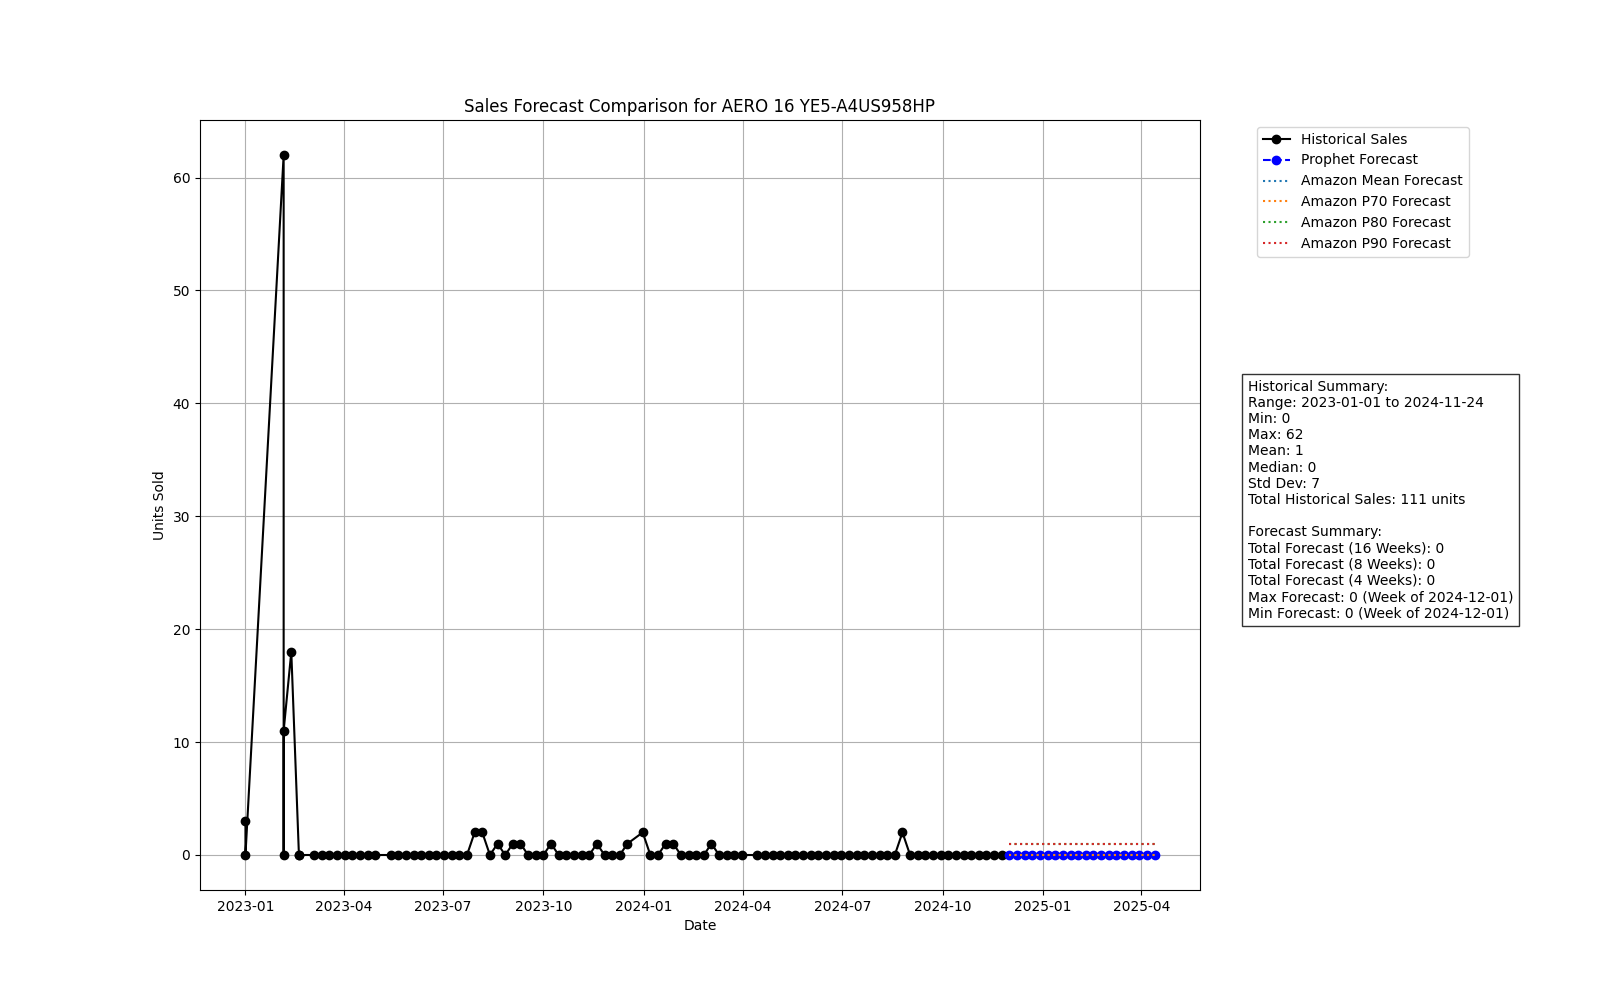 Sales Forecast Comparison for AERO 16 YE5-A4US958HP
Historical Sales
Prophet Forecast
Amazon Mean Forecast
Amazon P70 Forecast
Amazon P80 Forecast
Amazon P90 Forecast
60
50
40
30
20
10
0
Units Sold
2023-01
2023-04
2023-07
2023-10
2024-01
2024-04
2024-07
2024-10
2025-01
2025-04
Date
Historical Summary:
Range: 2023-01-01 to 2024-11-24
Min: 0
Max: 62
Mean: 1
Median: 0
Std Dev: 7
Total Historical Sales: 111 units
Forecast Summary:
Total Forecast (16 Weeks): 0
Total Forecast (8 Weeks): 0
Total Forecast (4 Weeks): 0
Max Forecast: 0 (Week of 2024-12-01)
Min Forecast: 0 (Week of 2024-12-01)